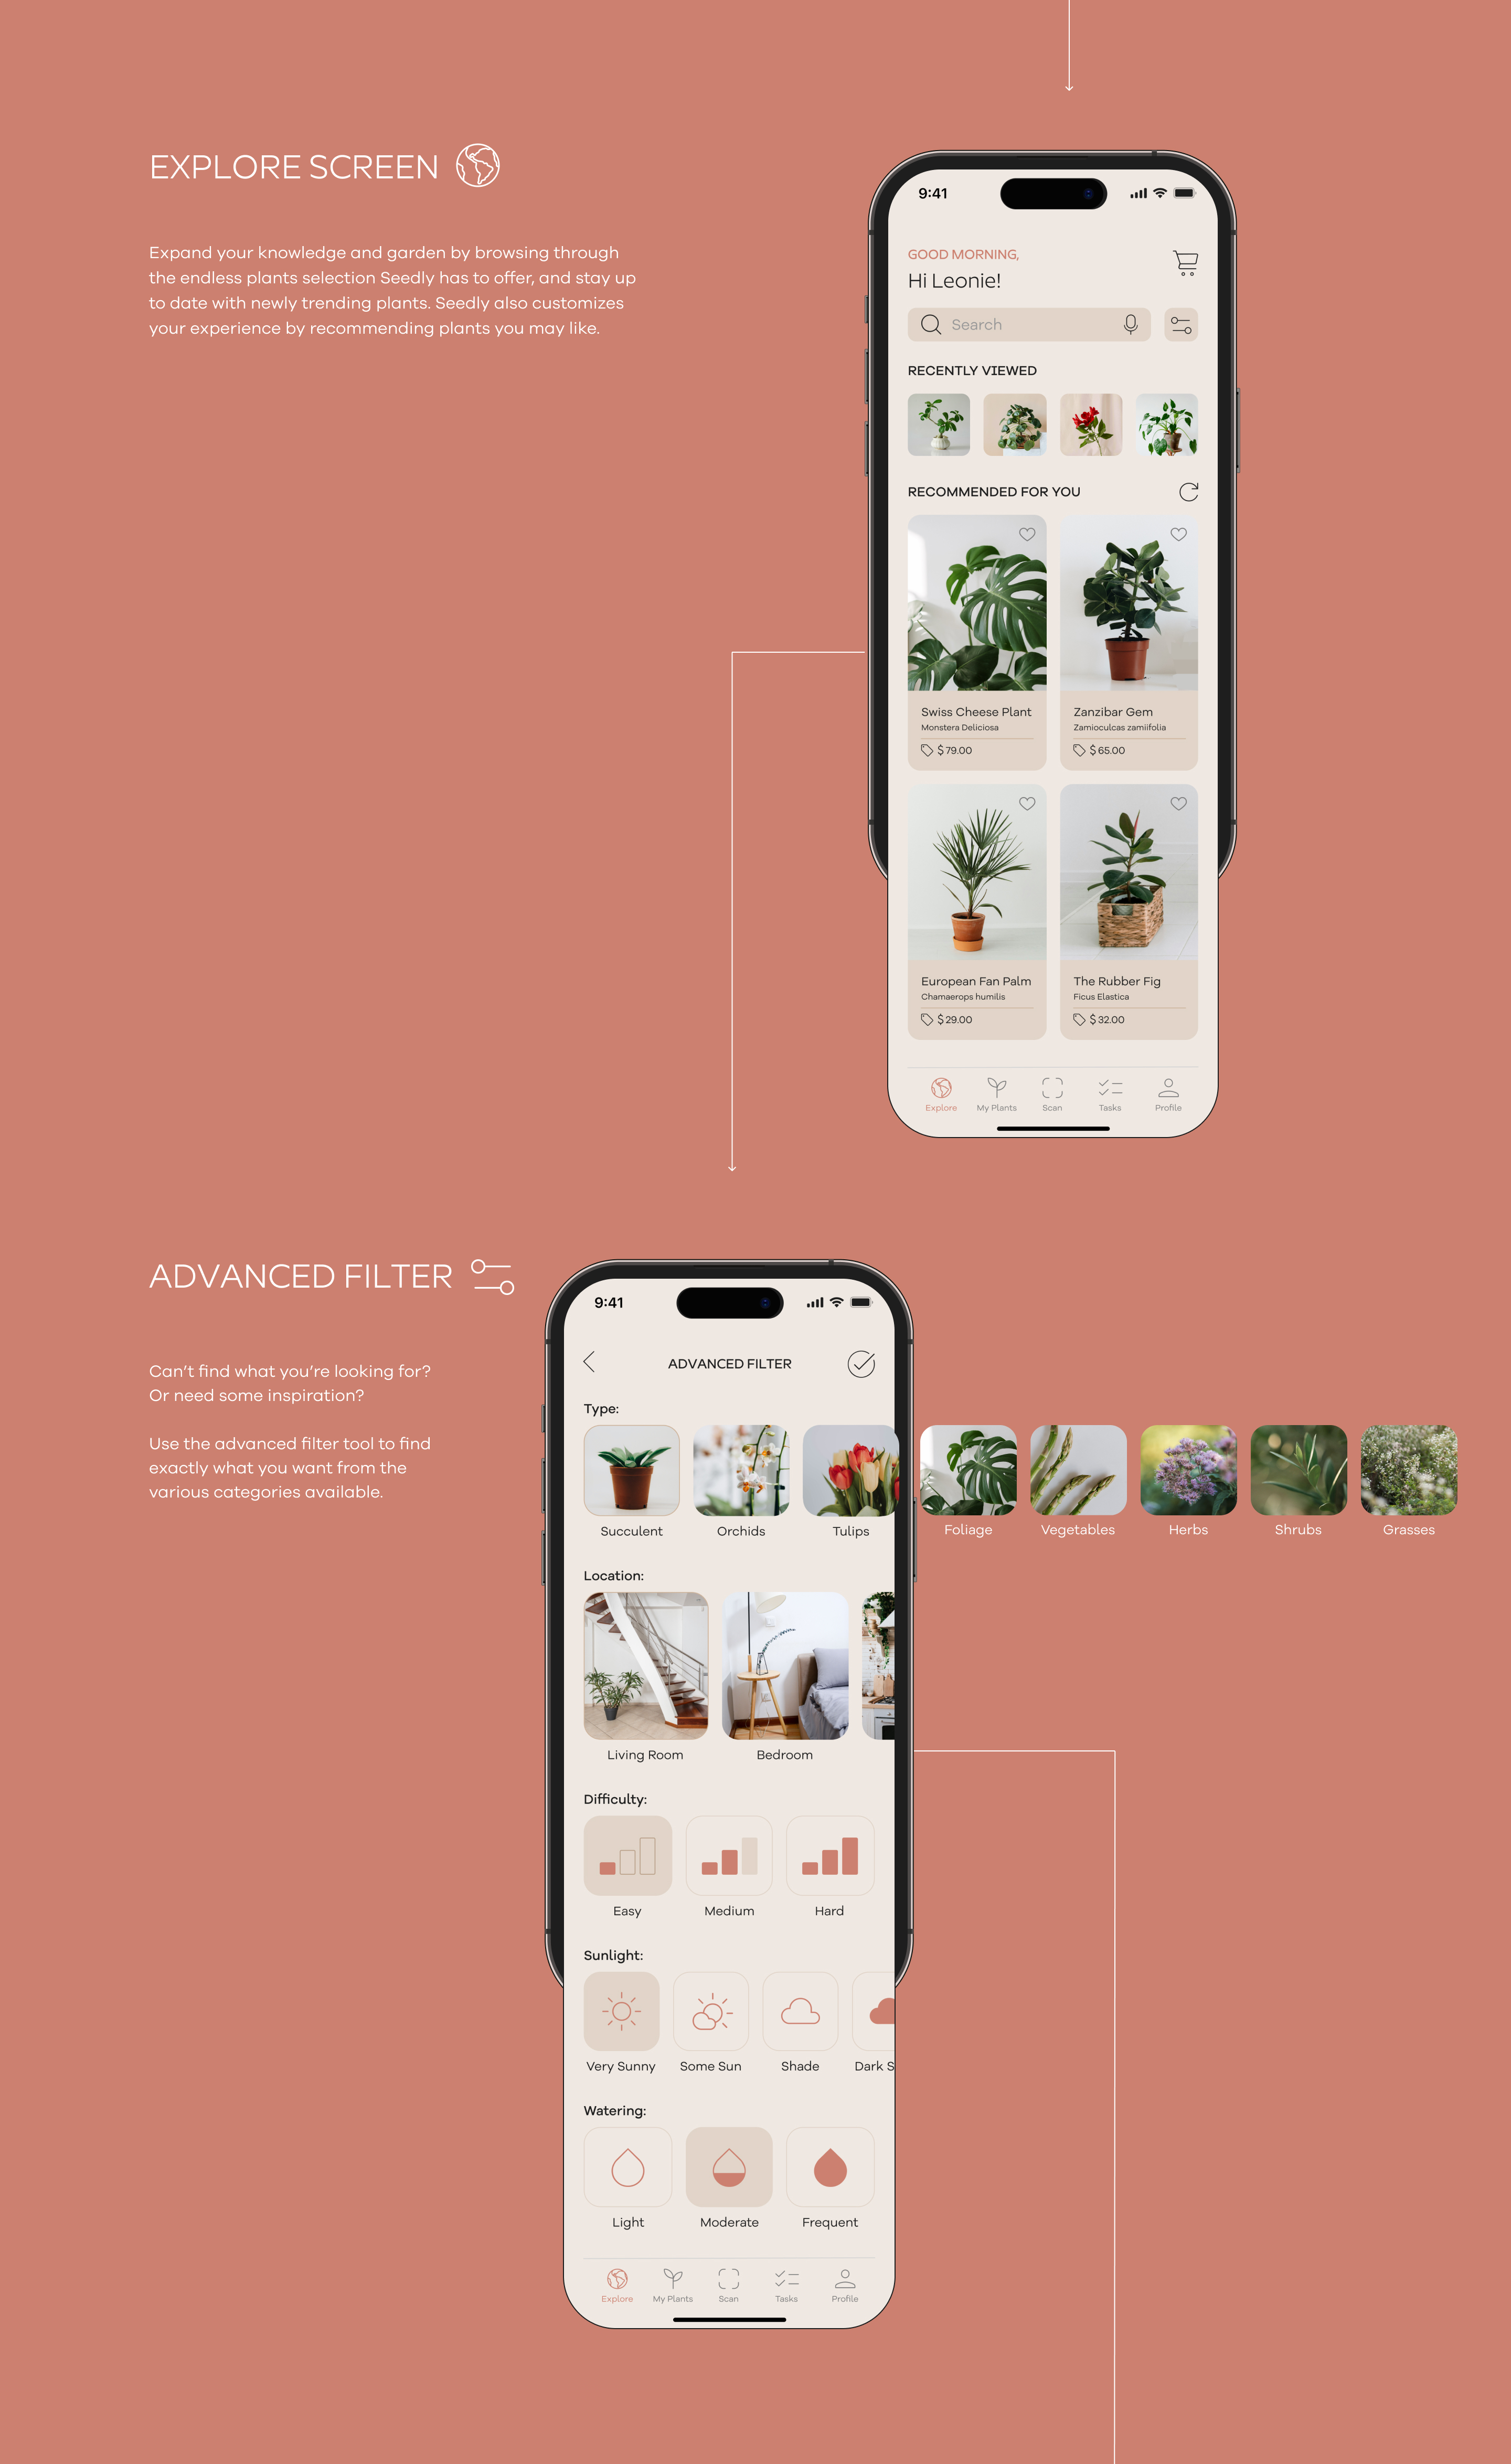 EXPLORE SCREEN
Expand your knowledge and garden by browsing through
the endless plants selection Seedly has to offer, and stay up
to date with newly trending plants. Seedly also customizes
your experience by recommending plants you may like.
9:41
GOOD MORNING,
Hi Leonie!
Search
RECENTLY VIEWED
RECOMMENDED FOR YOU
Swiss Cheese Plant
Monstera Deliciosa
$ 79.00
Zanzibar Gem
Zamioculcas zamiifolia
$ 65.00
European Fan Palm
Chamaerops humilis
$ 29.00
The Rubber Fig
Ficus Elastica
$ 32.00
Explore My Plants Scan Tasks Profile
ADVANCED FILTER
Can’t find what you’re looking for?
Or need some inspiration?
Use the advanced filter tool to find
exactly what you want from the
various categories available.
9:41
ADVANCED FILTER
Type:
Succulent Orchids Tulips Foliage Vegetables Herbs Shrubs Grasses
Location:
Living Room Bedroom
Difficulty:
Easy Medium Hard
Sunlight:
Very Sunny Some Sun Shade Dark S
Watering:
Light Moderate Frequent
Explore My Plants Scan Tasks Profile